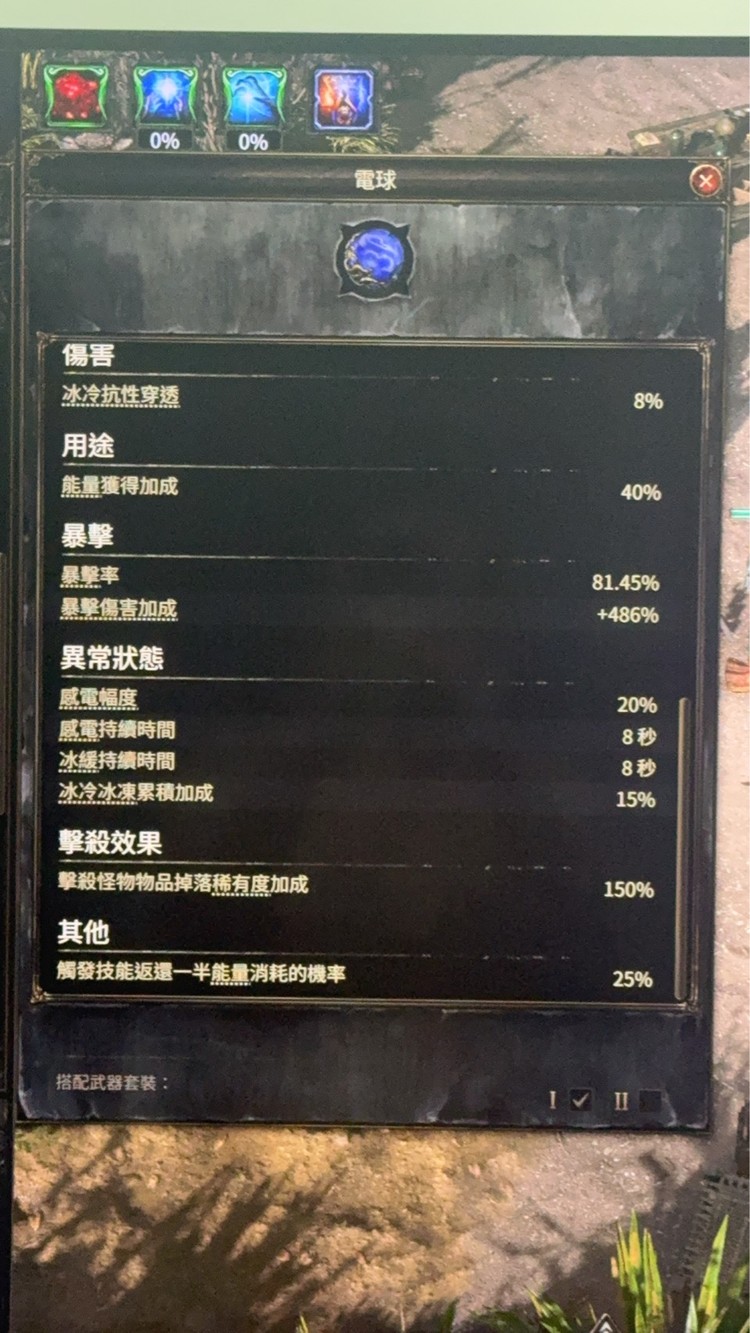 0% 0%
電球
傷害
冰冷抗性穿透 8%
用途
能量獲得加成 40%
暴擊
暴擊率 81.45%
暴擊傷害加成 +486%
異常狀態
感電幅度 20%
感電持續時間 8 秒
冰緩持續時間 8 秒
冰冷冰凍累積加成 15%
擊殺效果
擊殺怪物物品掉落稀有度加成 150%
其他
觸發技能返還一半能量消耗的機率 25%
搭配武器套裝：
I II